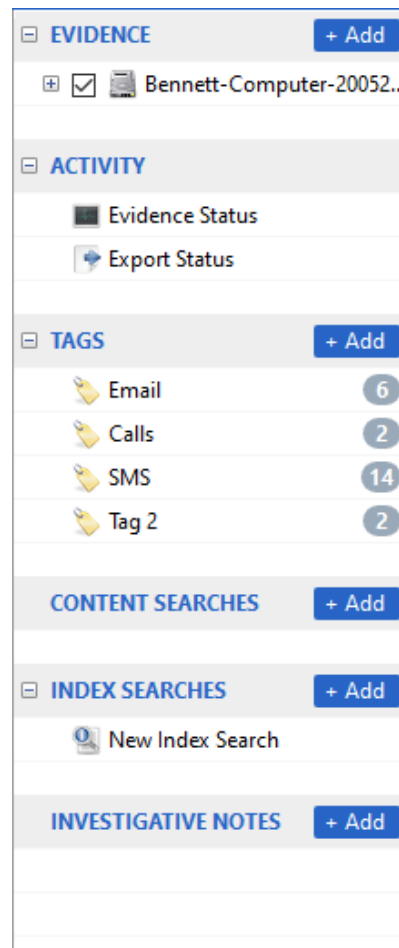 EVIDENCE + Add
Bennett-Computer-20052..
ACTIVITY
Evidence Status
Export Status
TAGS + Add
Email 6
Calls 2
SMS 14
Tag 2 2
CONTENT SEARCHES + Add
INDEX SEARCHES + Add
New Index Search
INVESTIGATIVE NOTES + Add